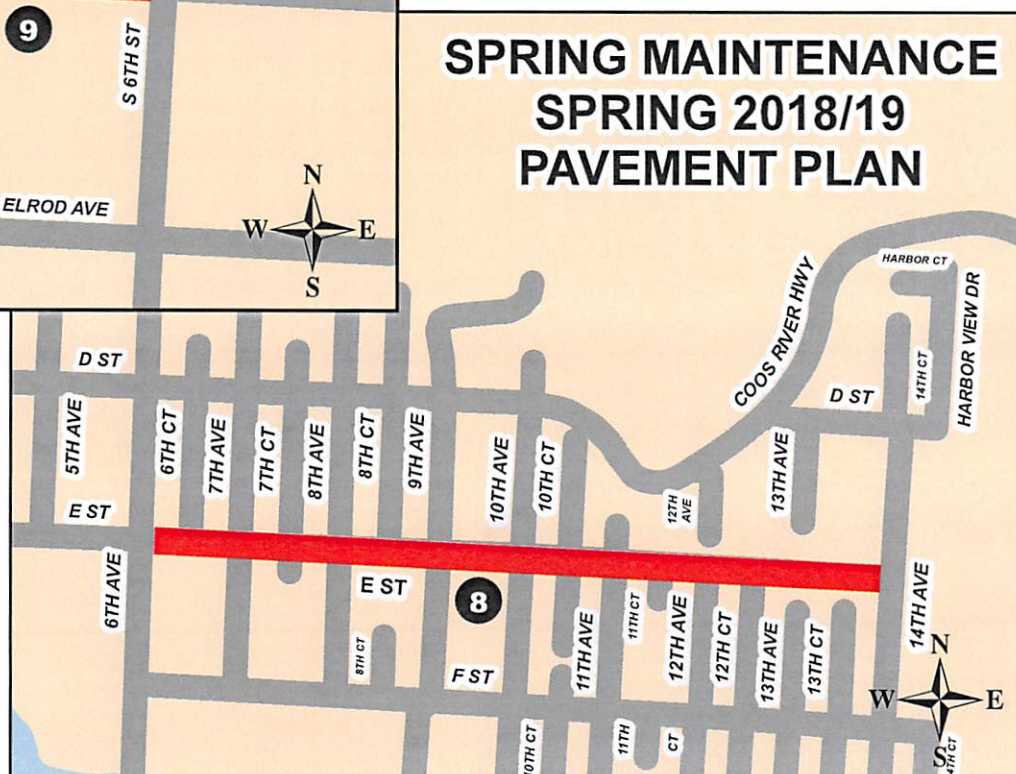 9
S 6TH ST
ELROD AVE
N
W E
S
SPRING MAINTENANCE
SPRING 2018/19
PAVEMENT PLAN
HARBOR CT
COOS RIVER HWY
HARBOR VIEW DR
14TH CT
D ST
D ST
5TH AVE
6TH CT
7TH AVE
7TH CT
8TH AVE
8TH CT
9TH AVE
10TH AVE
10TH CT
12TH
AVE
13TH AVE
E ST
6TH AVE
E ST
8
8TH CT
F ST
11TH AVE
11TH CT
12TH AVE
12TH CT
13TH AVE
13TH CT
14TH AVE
N
W E
S
10TH CT
11TH
CT